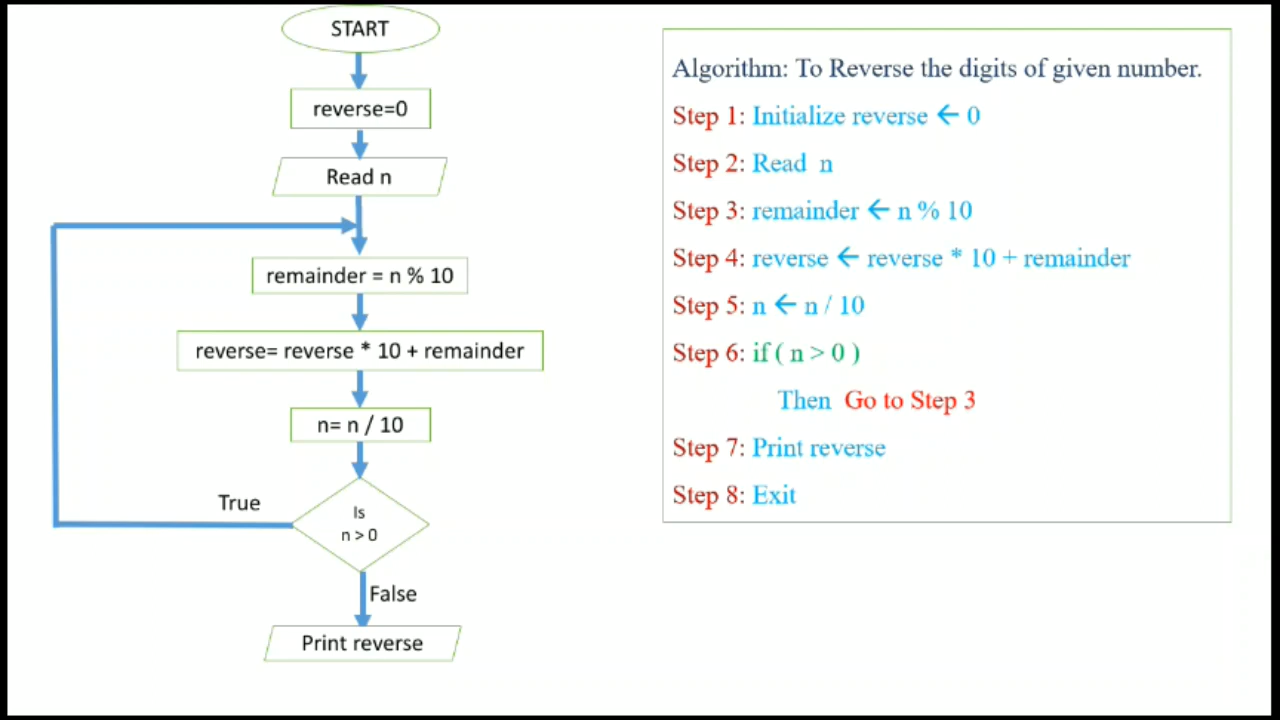 START
reverse=0
Read n
remainder = n % 10
reverse= reverse * 10 + remainder
n= n / 10
True
Is
n > 0
False
Print reverse
Algorithm: To Reverse the digits of given number.
Step 1: Initialize reverse ← 0
Step 2: Read n
Step 3: remainder ← n % 10
Step 4: reverse ← reverse * 10 + remainder
Step 5: n ← n / 10
Step 6: if ( n > 0 )
Then Go to Step 3
Step 7: Print reverse
Step 8: Exit